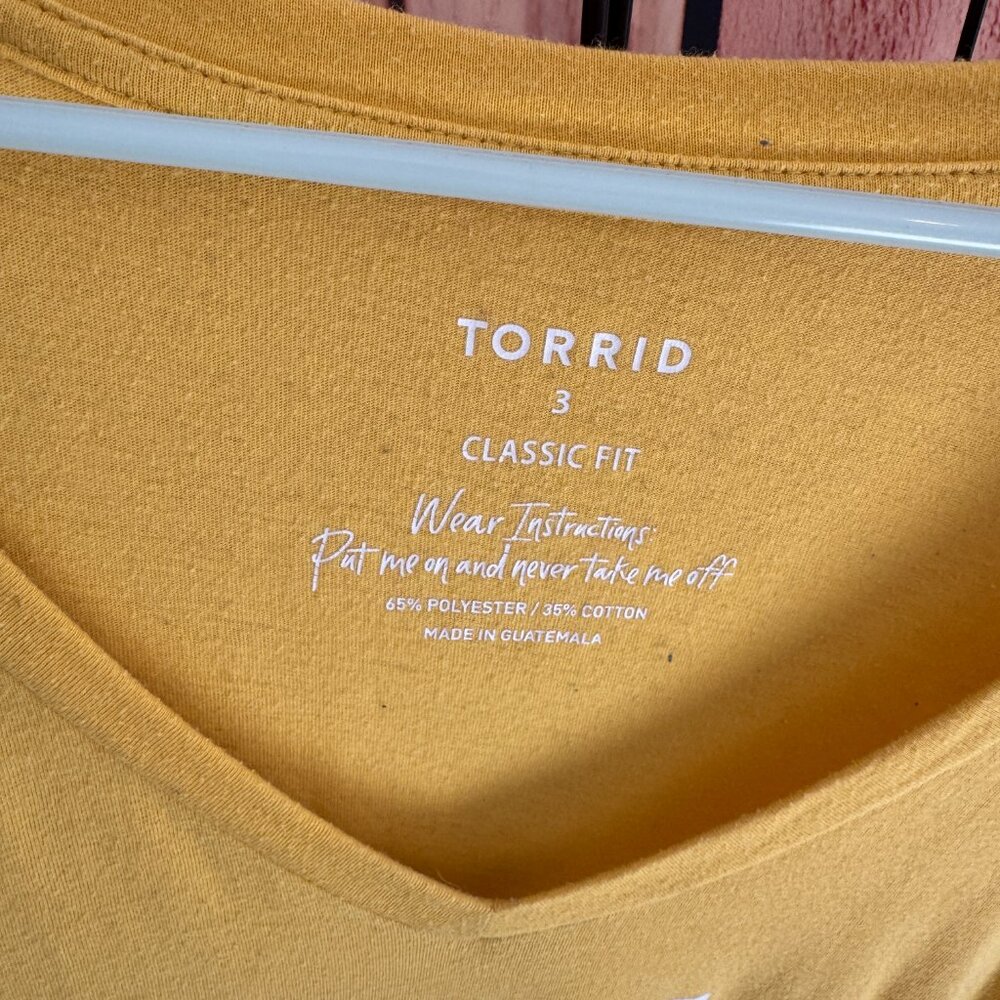 TORRID
3
CLASSIC FIT
Wear Instructions:
Put me on and never take me off
65% POLYESTER / 35% COTTON
MADE IN GUATEMALA